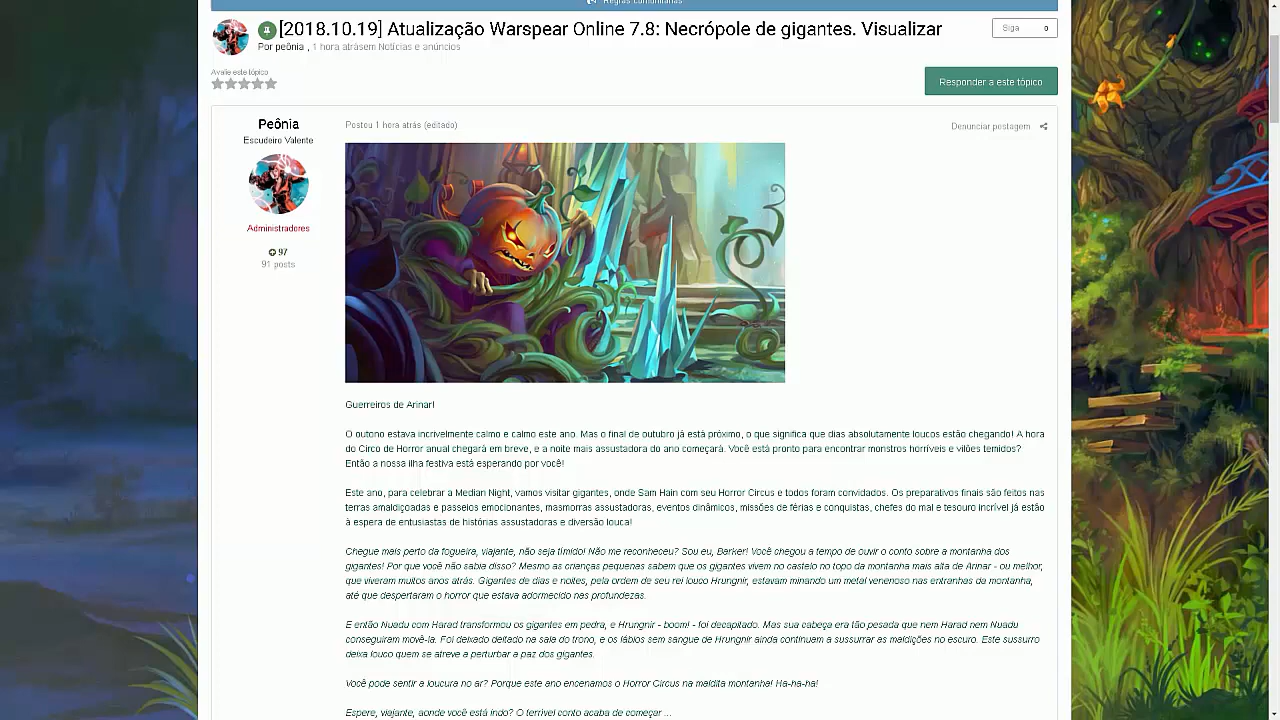 Regras comunitárias
[2018.10.19] Atualização Warspear Online 7.8: Necrópole de gigantes. Visualizar
Siga 0
Por peônia , 1 hora atrásem Notícias e anúncios
Avalie este tópico
Responder a este tópico
Peônia
Postou 1 hora atrás (editado)
Denunciar postagem
Escudeiro Valente
Administradores
97
91 posts
Guerreiros de Arinar!
O outono estava incrivelmente calmo e calmo este ano. Mas o final de outubro já está próximo, o que significa que dias absolutamente loucos estão chegando! A hora
do Circo de Horror anual chegará em breve, e a noite mais assustadora do ano começará. Você está pronto para encontrar monstros horríveis e vilões temidos?
Então a nossa ilha festiva está esperando por você!
Este ano, para celebrar a Median Night, vamos visitar gigantes, onde Sam Hain com seu Horror Circus e todos foram convidados. Os preparativos finais são feitos nas
terras amaldiçoadas e passeios emocionantes, masmorras assustadoras, eventos dinâmicos, missões de férias e conquistas, chefes do mal e tesouro incrível já estão
à espera de entusiastas de histórias assustadoras e diversão louca!
Chegue mais perto da fogueira, viajante, não seja tímido! Não me reconheceu? Sou eu, Barker! Você chegou a tempo de ouvir o conto sobre a montanha dos
gigantes! Por que você não sabia disso? Mesmo as crianças pequenas sabem que os gigantes vivem no castelo no topo da montanha mais alta de Arinar - ou melhor,
que viveram muitos anos atrás. Gigantes de dias e noites, pela ordem de seu rei louco Hrungnir, estavam minando um metal venenoso nas entranhas da montanha,
até que despertaram o horror que estava adormecido nas profundezas.
E então Nuadu com Harad transformou os gigantes em pedra, e Hrungnir - boom! - foi decapitado. Mas sua cabeça era tão pesada que nem Harad nem Nuadu
conseguiram movê-la. Foi deixado deitado na sala do trono, e os lábios sem sangue de Hrungnir ainda continuam a sussurrar as maldições no escuro. Este sussurro
deixa louco quem se atreve a perturbar a paz dos gigantes.
Você pode sentir a loucura no ar? Porque este ano encenamos o Horror Circus na maldita montanha! Ha-ha-ha!
Espere, viajante, aonde você está indo? O terrível conto acaba de começar ...